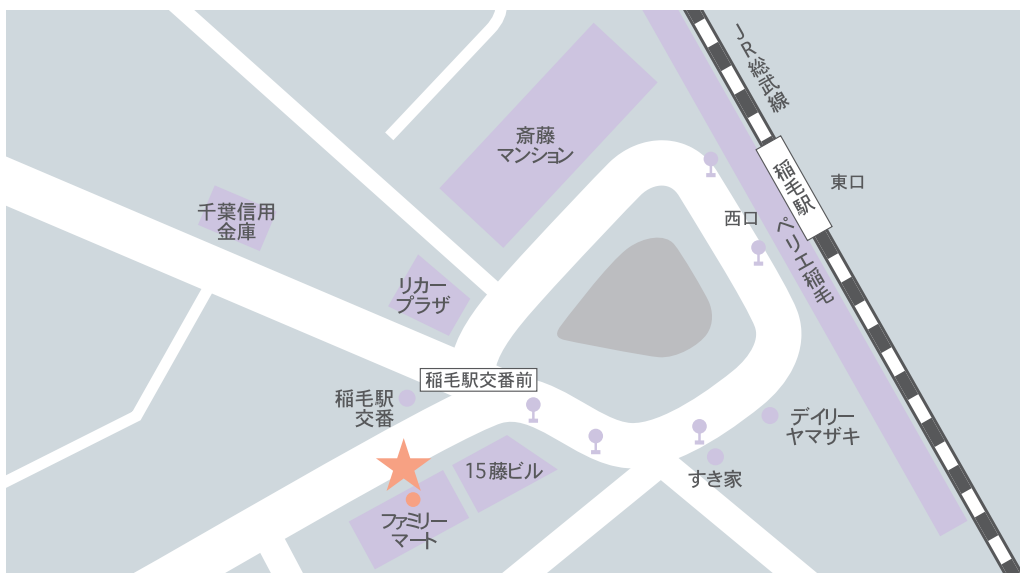 JR総武線
稲毛駅
東口
西口
ペリエ稲毛
斎藤
マンション
千葉信用
金庫
リカー
プラザ
稲毛駅交番前
稲毛駅
交番
15藤ビル
ファミリー
マート
デイリー
ヤマザキ
すき家